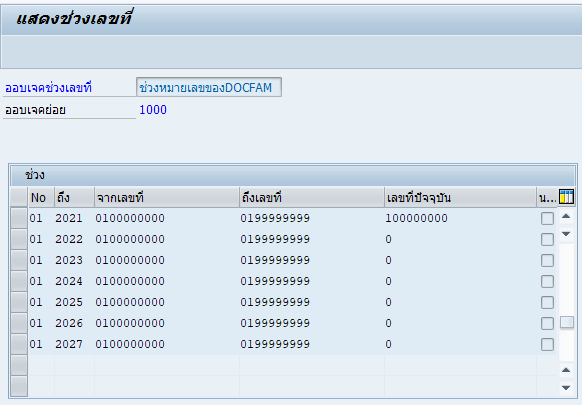 แสดงช่วงเลขที่
ออบเจคช่วงเลขที่ ช่วงหมายเลขของDOCFAM
ออบเจคย่อย 1000
ช่วง
No ถึง จากเลขที่ ถึงเลขที่ เลขที่ปัจจุบัน น...
01 2021 0100000000 0199999999 100000000
01 2022 0100000000 0199999999 0
01 2023 0100000000 0199999999 0
01 2024 0100000000 0199999999 0
01 2025 0100000000 0199999999 0
01 2026 0100000000 0199999999 0
01 2027 0100000000 0199999999 0